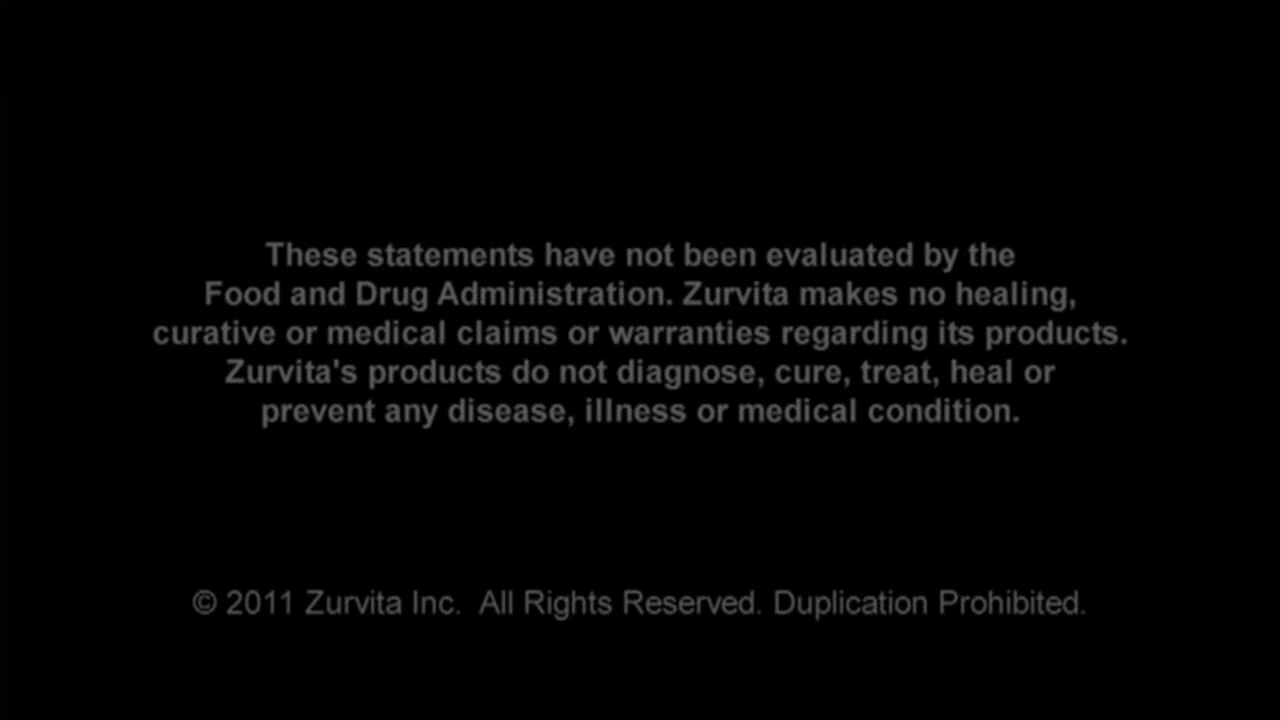 These statements have not been evaluated by the
Food and Drug Administration. Zurvita makes no healing,
curative or medical claims or warranties regarding its products.
Zurvita's products do not diagnose, cure, treat, heal or
prevent any disease, illness or medical condition.
© 2011 Zurvita Inc.  All Rights Reserved. Duplication Prohibited.